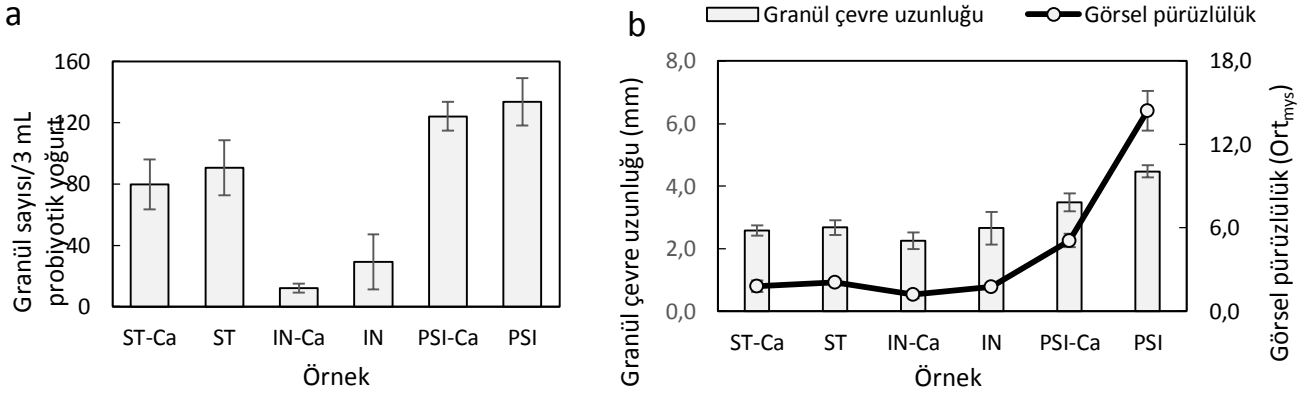 a
Granül sayısı/3 mL
probiyotik yoğurt
160
120
80
40
0
ST-Ca ST IN-Ca IN PSI-Ca PSI
Örnek
b
Granül çevre uzunluğu Görsel pürüzlülük
Granül çevre uzunluğu (mm)
8,0
6,0
4,0
2,0
0,0
18,0
12,0
6,0
0,0
Görsel pürüzlülük (Ortmys)
ST-Ca ST IN-Ca IN PSI-Ca PSI
Örnek